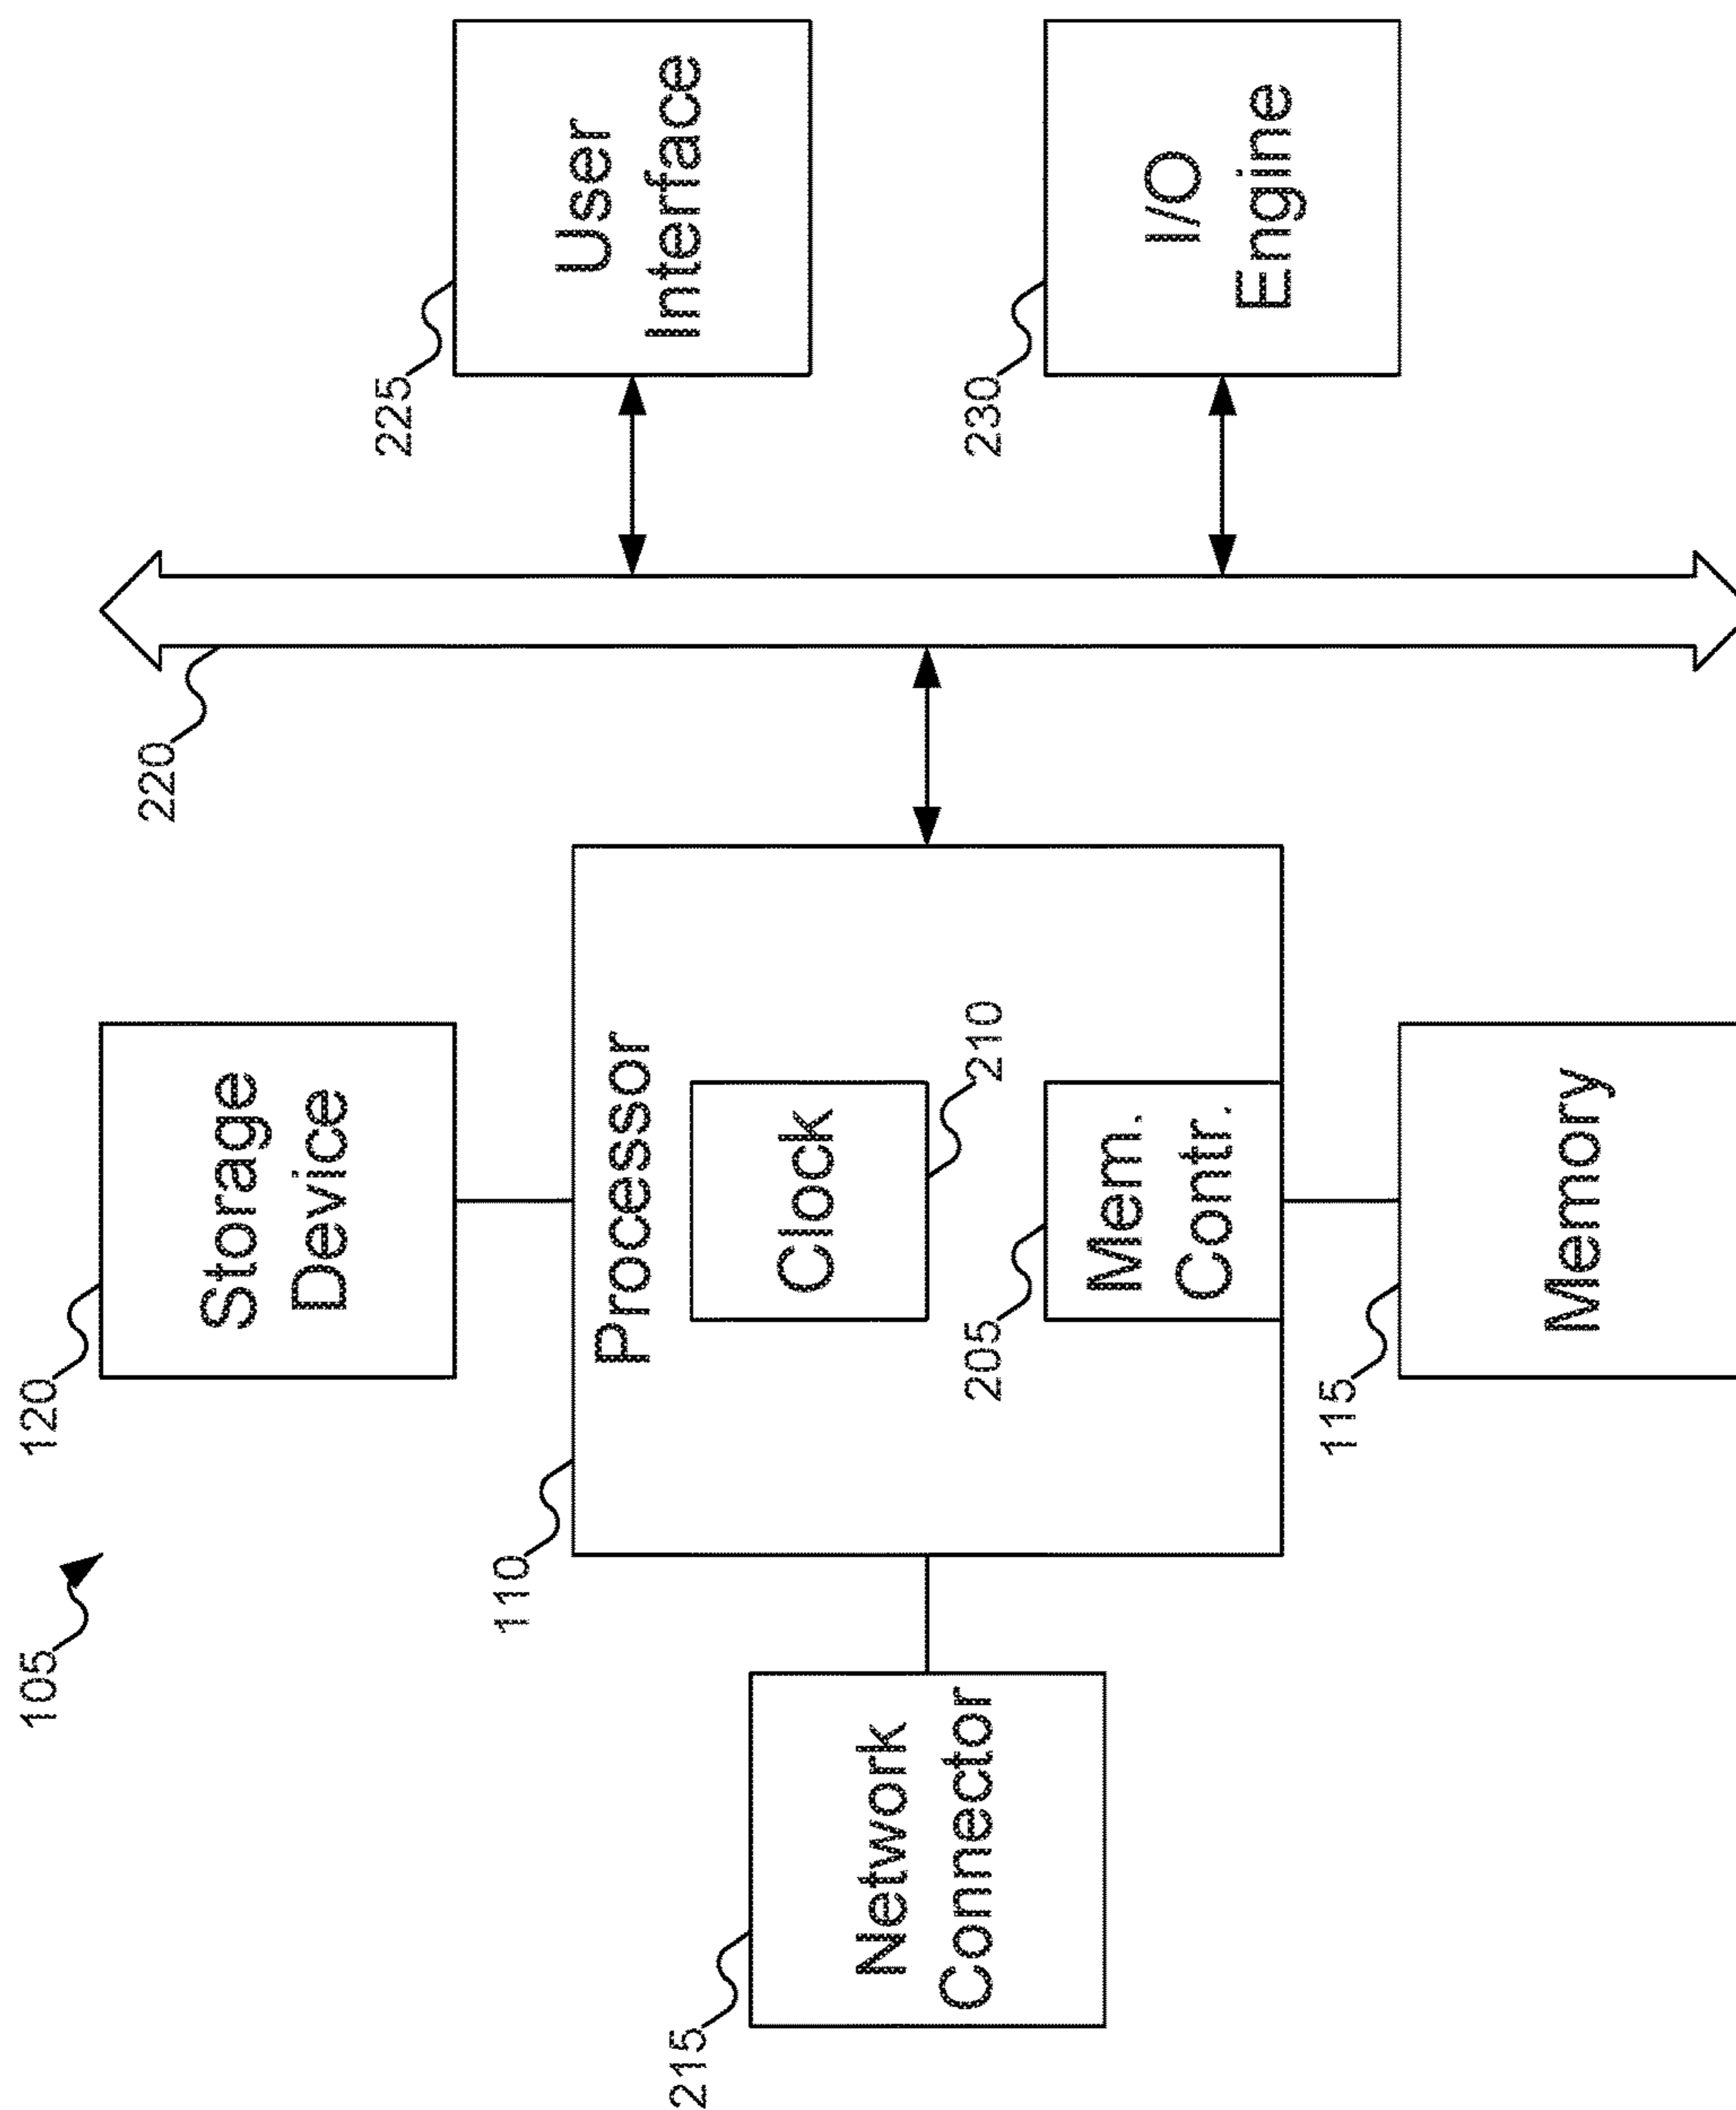 105
120
Storage
Device
220
225
User
Interface
110
Processor
215
Network
Connector
Clock
210
205
Mem.
Contr.
230
I/O
Engine
115
Memory